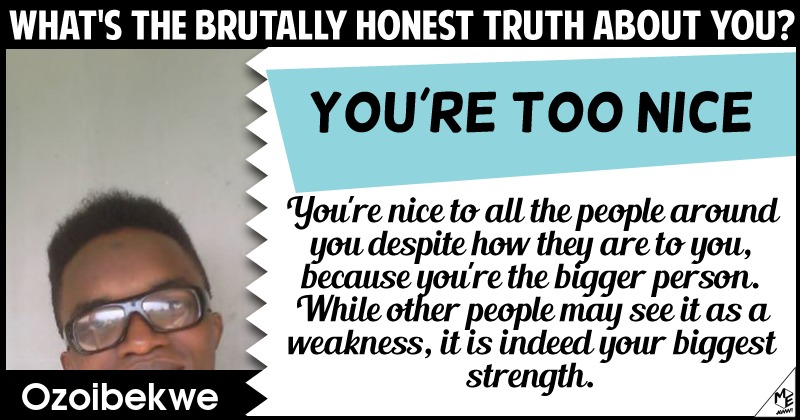 WHAT'S THE BRUTALLY HONEST TRUTH ABOUT YOU?
YOU'RE TOO NICE
You're nice to all the people around
you despite how they are to you,
because you're the bigger person.
While other people may see it as a
weakness, it is indeed your biggest
strength.
Ozoibekwe